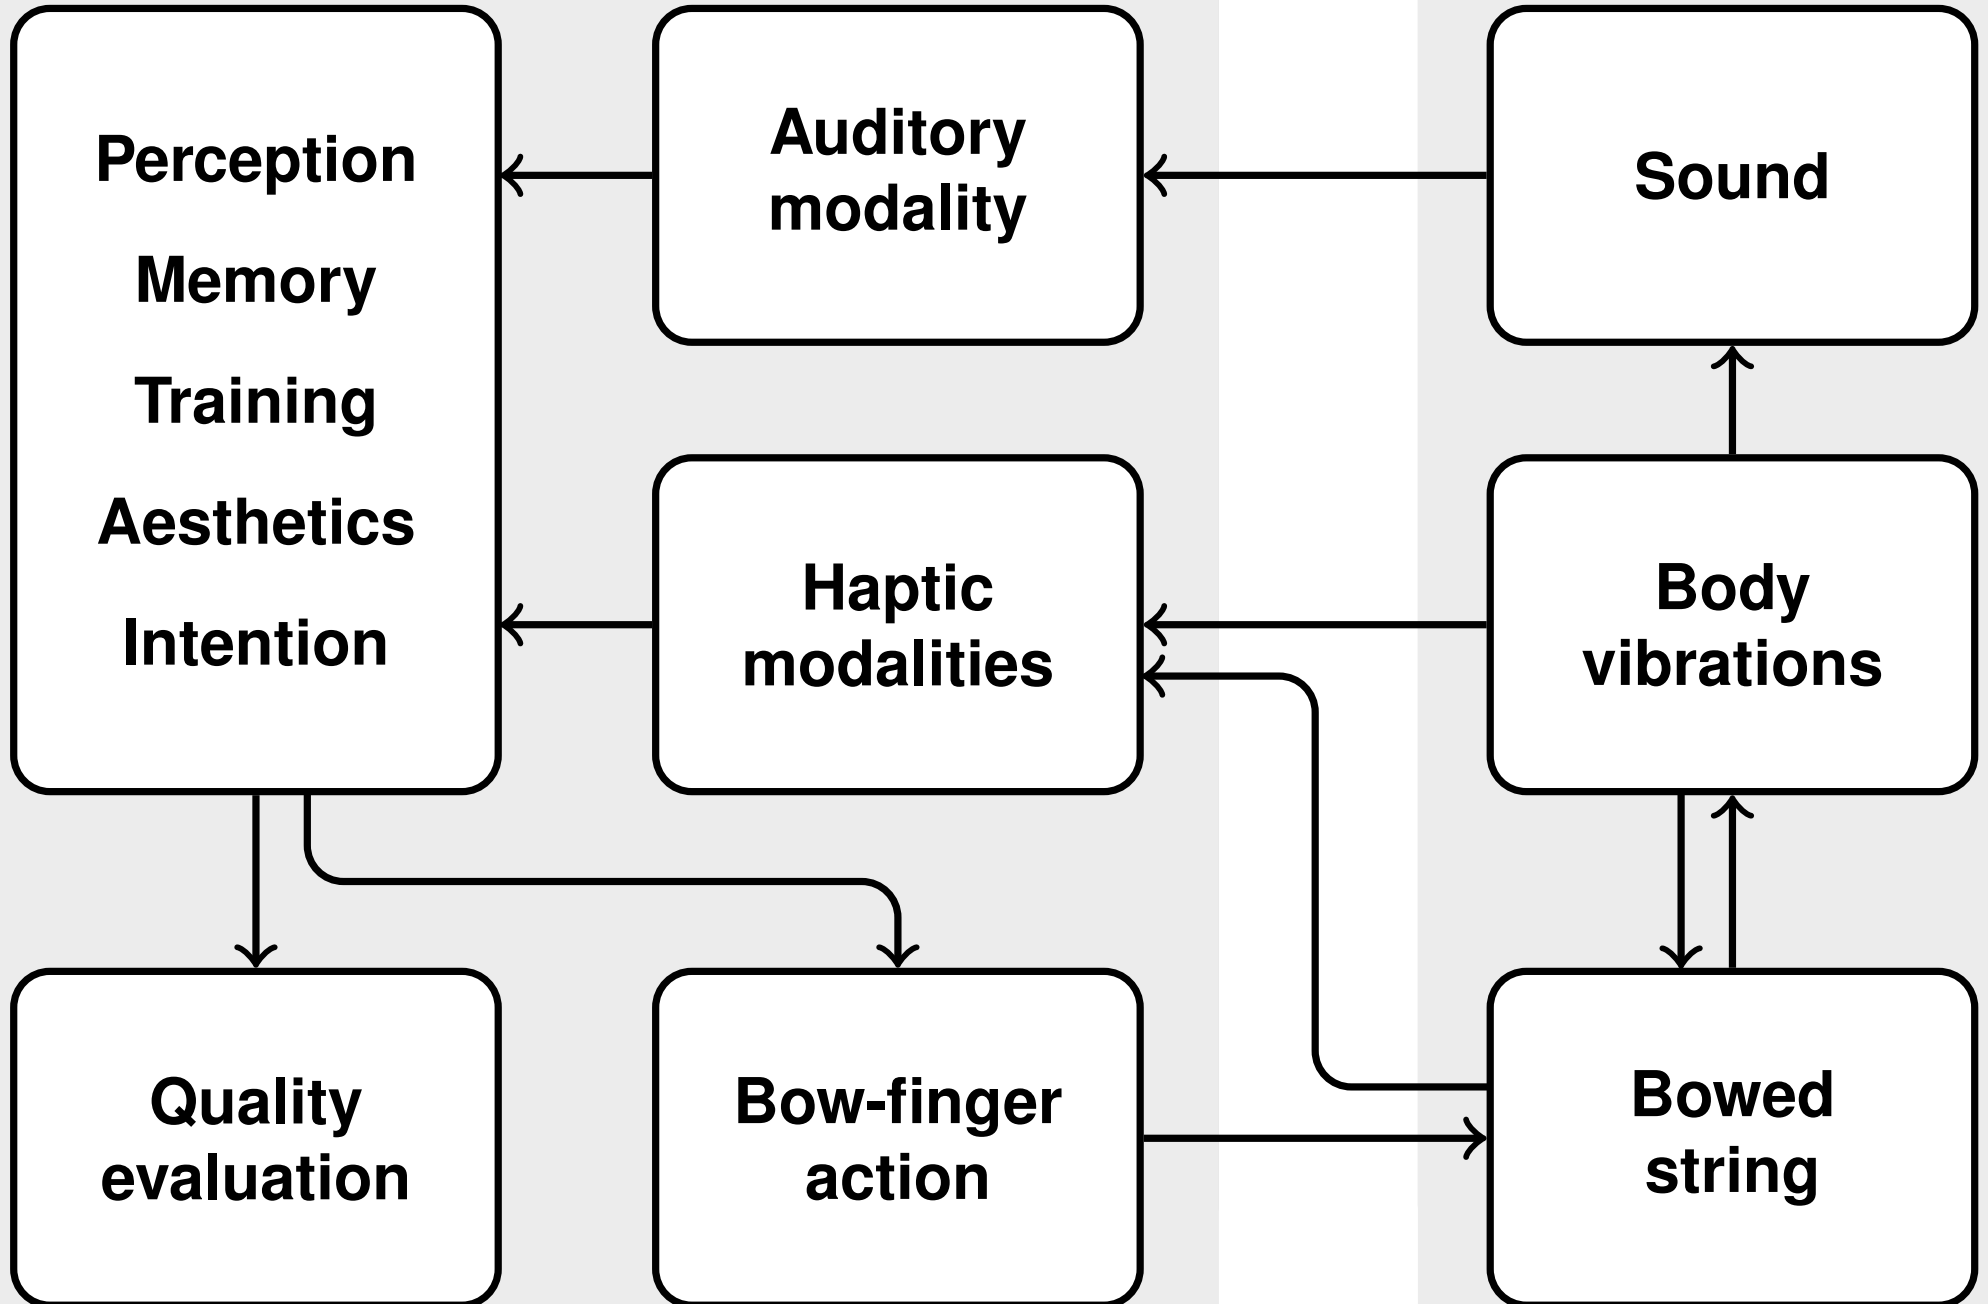 Perception
Memory
Training
Aesthetics
Intention
Auditory
modality
Sound
Haptic
modalities
Body
vibrations
Quality
evaluation
Bow-finger
action
Bowed
string